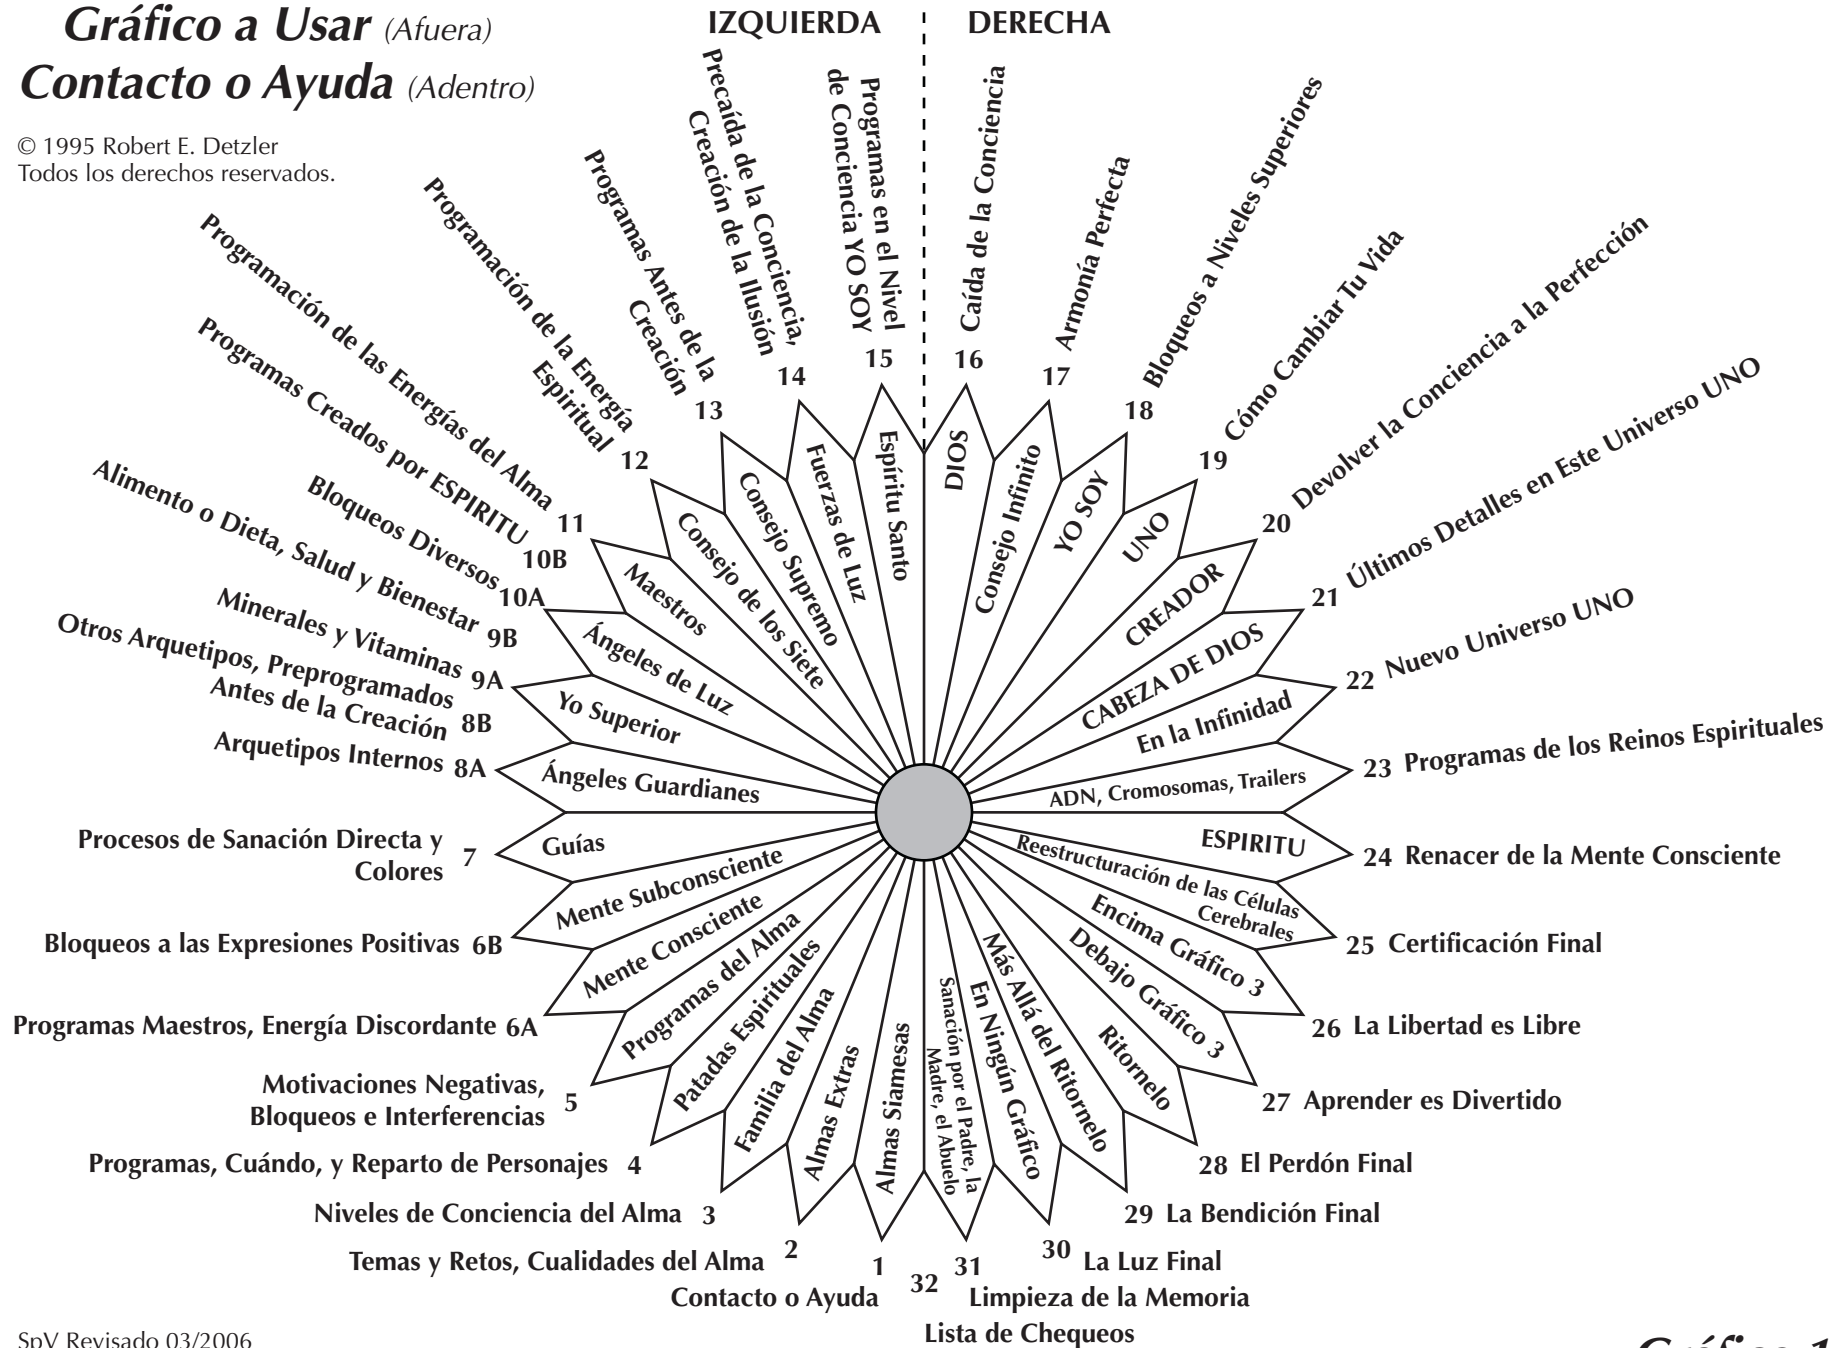 Gráfico a Usar (Afuera)
Contacto o Ayuda (Adentro)
© 1995 Robert E. Detzler
Todos los derechos reservados.
IZQUIERDA
DERECHA
Contacto o Ayuda
1
Temas y Retos, Cualidades del Alma
2
Niveles de Conciencia del Alma
3
Programas, Cuándo, y Reparto de Personajes
4
Motivaciones Negativas,
Bloqueos e Interferencias
5
Programas Maestros, Energía Discordante
6A
Bloqueos a las Expresiones Positivas
6B
Procesos de Sanación Directa y
Colores
7
Arquetipos Internos
8A
Otros Arquetipos, Preprogramados
Antes de la Creación
8B
Minerales y Vitaminas
9A
Alimento o Dieta, Salud y Bienestar
9B
Bloqueos Diversos
10A
Programas Creados por ESPIRITU
10B
Programación de las Energías del Alma
11
Programación de la Energía
Espiritual
12
Programas Antes de la
Creación
13
Precaída de la Conciencia,
Creación de la Ilusión
14
Programas en el Nivel
de Conciencia YO SOY
15
16
Caída de la Conciencia
17
Armonía Perfecta
18
Bloqueos a Niveles Superiores
19
Cómo Cambiar Tu Vida
20
Devolver la Conciencia a la Perfección
21
Últimos Detalles en Este Universo UNO
22
Nuevo Universo UNO
23
Programas de los Reinos Espirituales
24
Renacer de la Mente Consciente
25
Certificación Final
26
La Libertad es Libre
27
Aprender es Divertido
28
El Perdón Final
29
La Bendición Final
30
La Luz Final
31
Limpieza de la Memoria
32
Lista de Chequeos
Almas Siamesas
Almas Extras
Familia del Alma
Patadas Espirituales
Programas del Alma
Mente Consciente
Mente Subconsciente
Guías
Ángeles Guardianes
Yo Superior
Ángeles de Luz
Maestros
Consejo de los Siete
Consejo Supremo
Fuerzas de Luz
Espíritu Santo
DIOS
Consejo Infinito
YO SOY
UNO
CREADOR
CABEZA DE DIOS
En la Infinidad
ADN, Cromosomas, Trailers
ESPIRITU
Reestructuración de las Células
Cerebrales
Encima Gráfico 3
Debajo Gráfico 3
Ritornelo
Más Allá del Ritornelo
En Ningún Gráfico
Sanación por el Padre, la
Madre, el Abuelo
SpV Revisado 03/2006
Gráfico 1